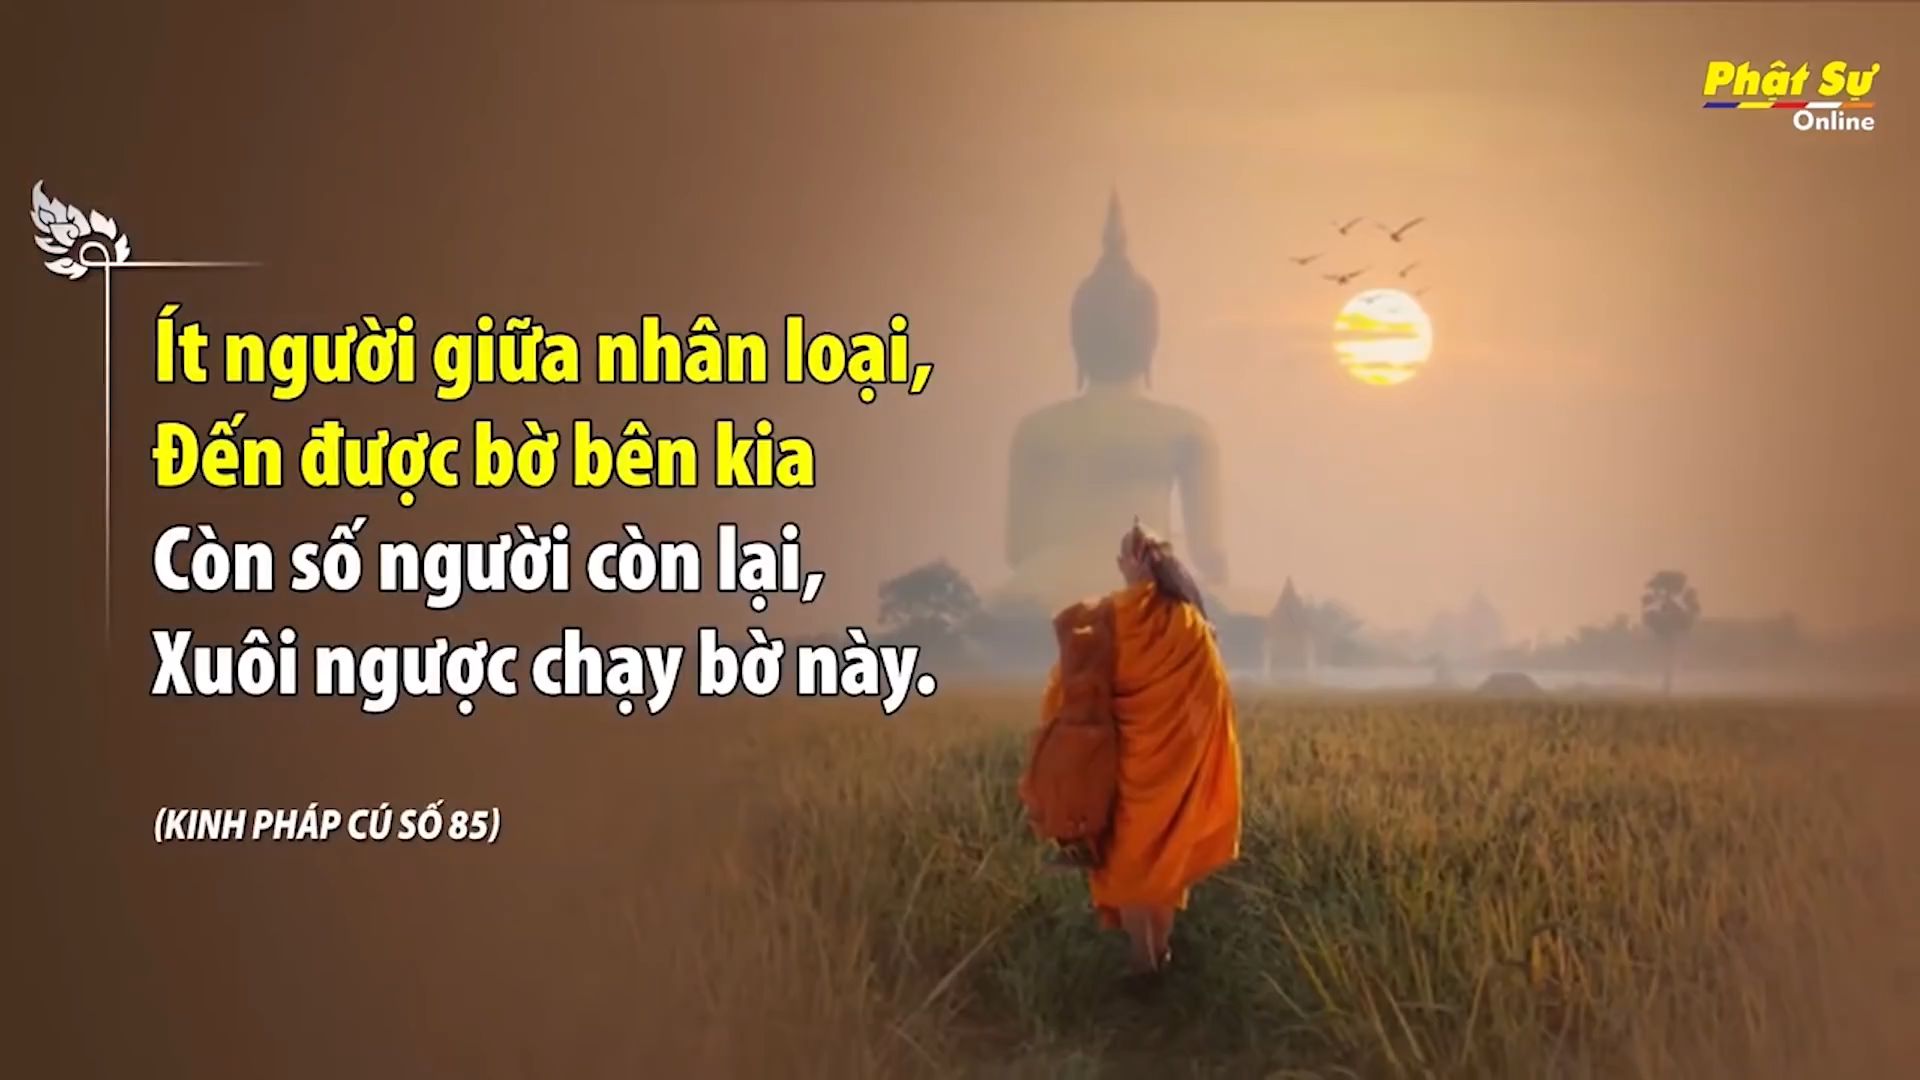 Phật Sự
Online
Ít người giữa nhân loại,
Đến được bờ bên kia
Còn số người còn lại,
Xuôi ngược chạy bờ này.
(KINH PHÁP CÚ SỐ 85)